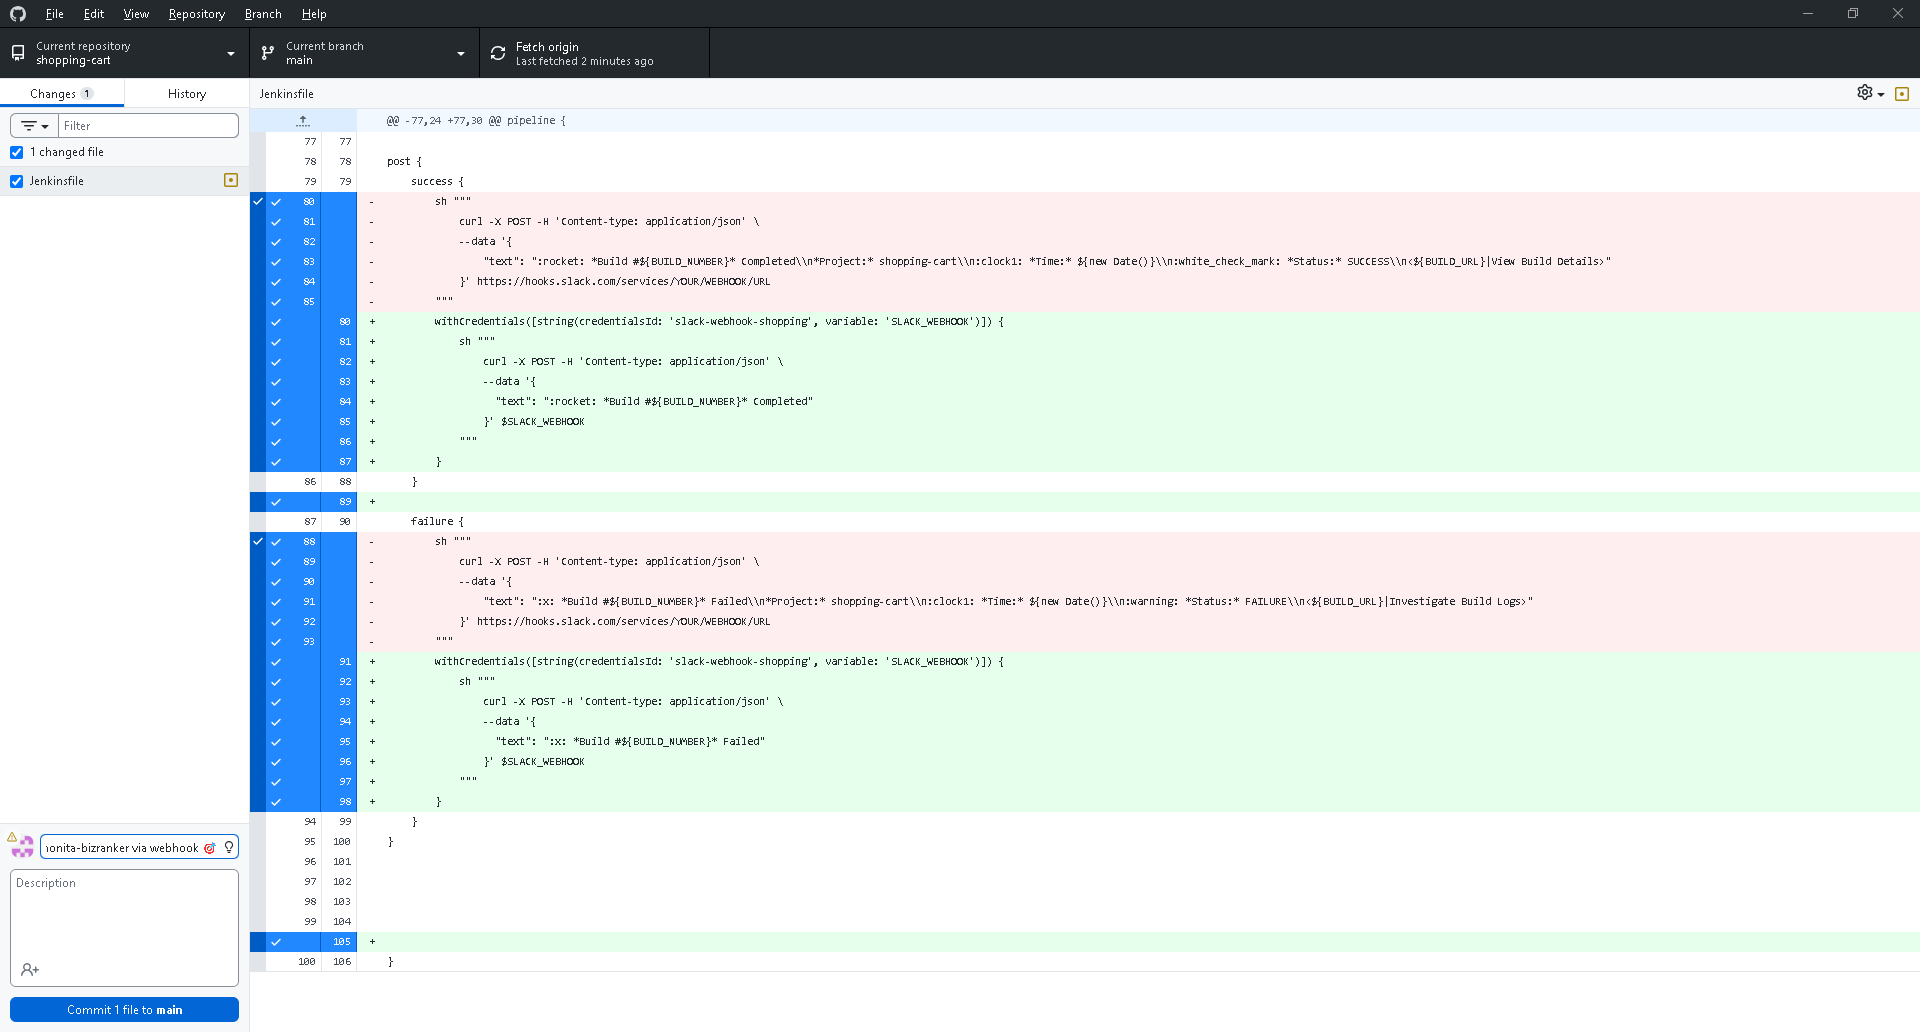 File Edit View Repository Branch Help
Current repository
shopping-cart
Current branch
main
Fetch origin
Last fetched 2 minutes ago
Changes 1
History
Filter
1 changed file
Jenkinsfile
Jenkinsfile
@@ -77,24 +77,30 @@ pipeline {
77 77
78 78 post {
79 79 success {
80 - sh """
81 - curl -X POST -H 'Content-type: application/json' \
82 - --data '{
83 - "text": ":rocket: *Build #${BUILD_NUMBER}* Completed\\n*Project:* shopping-cart\\n:clock1: *Time:* ${new Date()}\\n:white_check_mark: *Status:* SUCCESS\\n<${BUILD_URL}|View Build Details>"
84 - }' https://hooks.slack.com/services/YOUR/WEBHOOK/URL
85 - """
80 + withCredentials([string(credentialsId: 'slack-webhook-shopping', variable: 'SLACK_WEBHOOK')]) {
81 + sh """
82 + curl -X POST -H 'Content-type: application/json' \
83 + --data '{
84 + "text": ":rocket: *Build #${BUILD_NUMBER}* Completed"
85 + }' $SLACK_WEBHOOK
86 + """
87 + }
86 88 }
89 +
87 90 failure {
88 - sh """
89 - curl -X POST -H 'Content-type: application/json' \
90 - --data '{
91 - "text": ":x: *Build #${BUILD_NUMBER}* Failed\\n*Project:* shopping-cart\\n:clock1: *Time:* ${new Date()}\\n:warning: *Status:* FAILURE\\n<${BUILD_URL}|Investigate Build Logs>"
92 - }' https://hooks.slack.com/services/YOUR/WEBHOOK/URL
93 - """
91 + withCredentials([string(credentialsId: 'slack-webhook-shopping', variable: 'SLACK_WEBHOOK')]) {
92 + sh """
93 + curl -X POST -H 'Content-type: application/json' \
94 + --data '{
95 + "text": ":x: *Build #${BUILD_NUMBER}* Failed"
96 + }' $SLACK_WEBHOOK
97 + """
98 + }
94 99 }
95 100 }
96 101
97 102
98 103
99 104
105 +
100 106 }
via webhook 🎯
Description
Commit 1 file to main